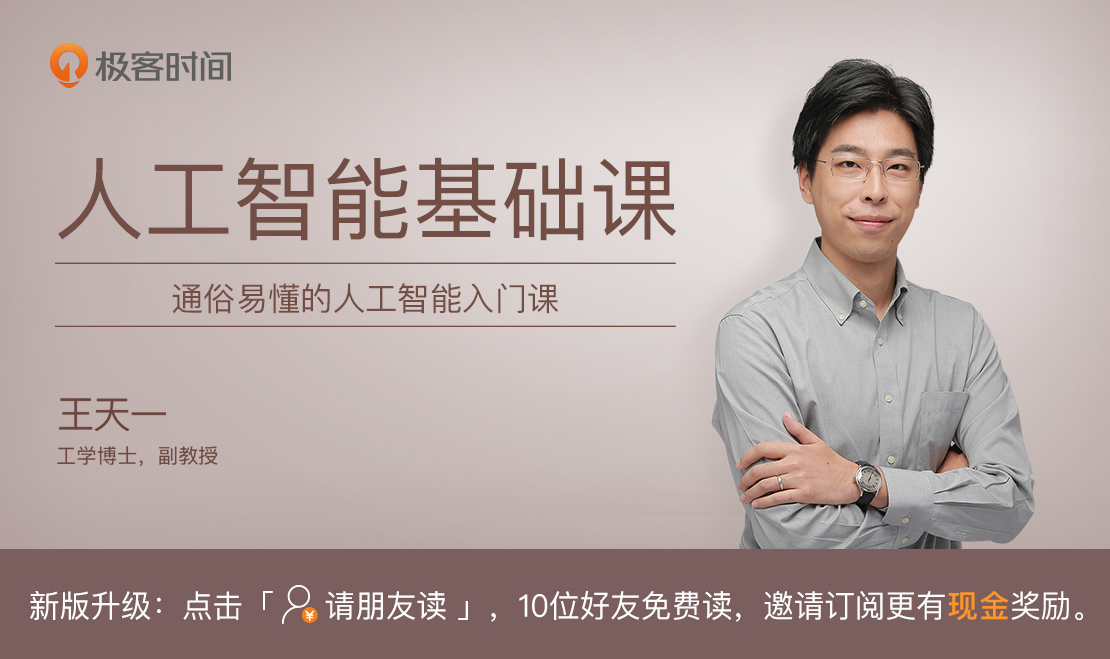 极客时间
人工智能基础课
通俗易懂的人工智能入门课
王天一
工学博士，副教授
新版升级：点击「¥请朋友读 」，10位好友免费读，邀请订阅更有现金奖励。